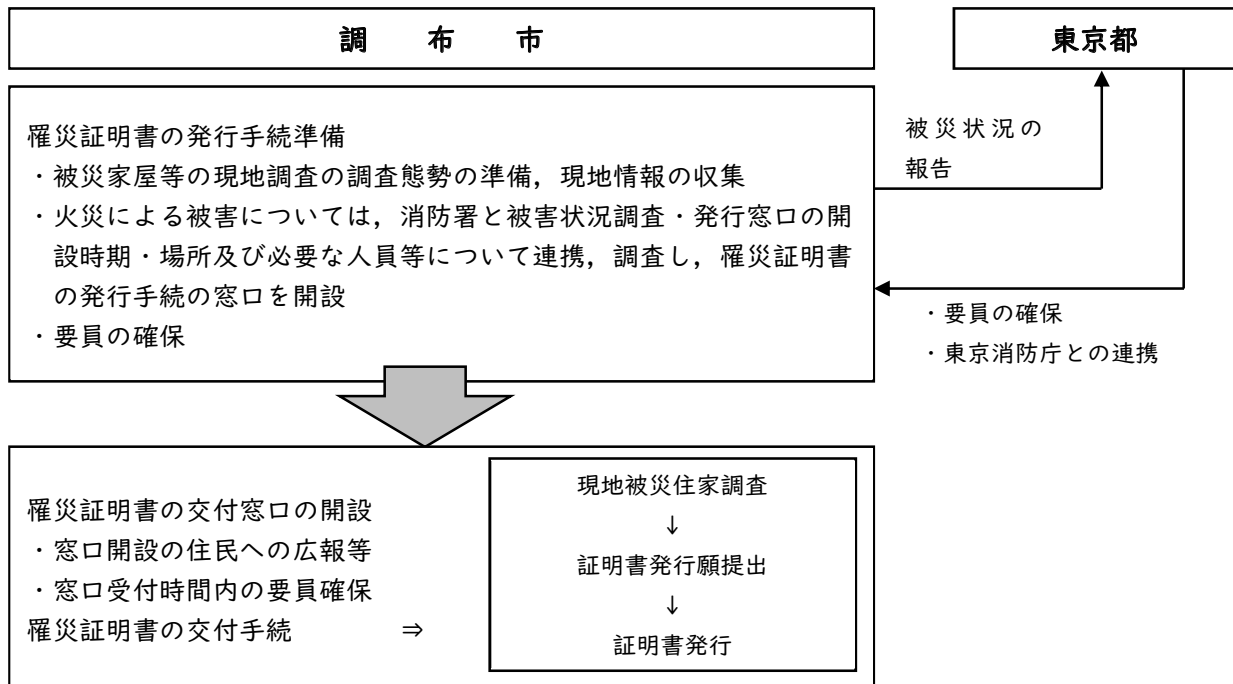 調布市
東京都
罹災証明書の発行手続準備
・被災家屋等の現地調査の調査態勢の準備，現地情報の収集
・火災による被害については，消防署と被害状況調査・発行窓口の開
設時期・場所及び必要な人員等について連携，調査し，罹災証明書
の発行手続の窓口を開設
・要員の確保
被災状況の
報告
・要員の確保
・東京消防庁との連携
罹災証明書の交付窓口の開設
・窓口開設の住民への広報等
・窓口受付時間内の要員確保
罹災証明書の交付手続 ⇒
現地被災住家調査
↓
証明書発行願提出
↓
証明書発行